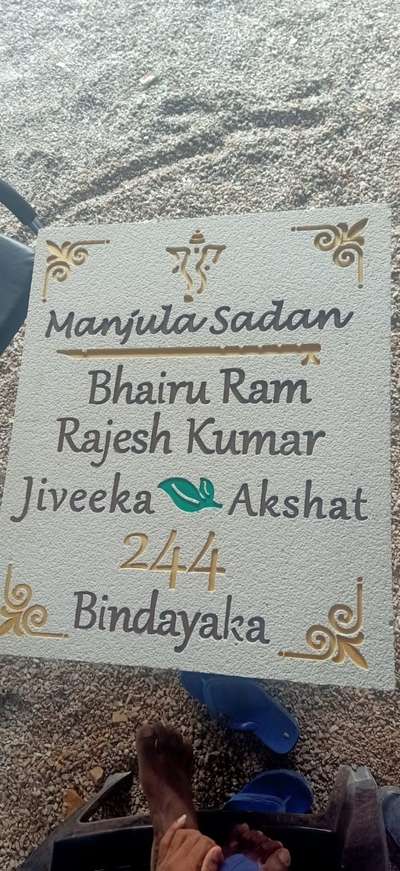 Manjula Sadan
Bhairu Ram
Rajesh Kumar
Jiveeka Akshat
244
Bindayaka